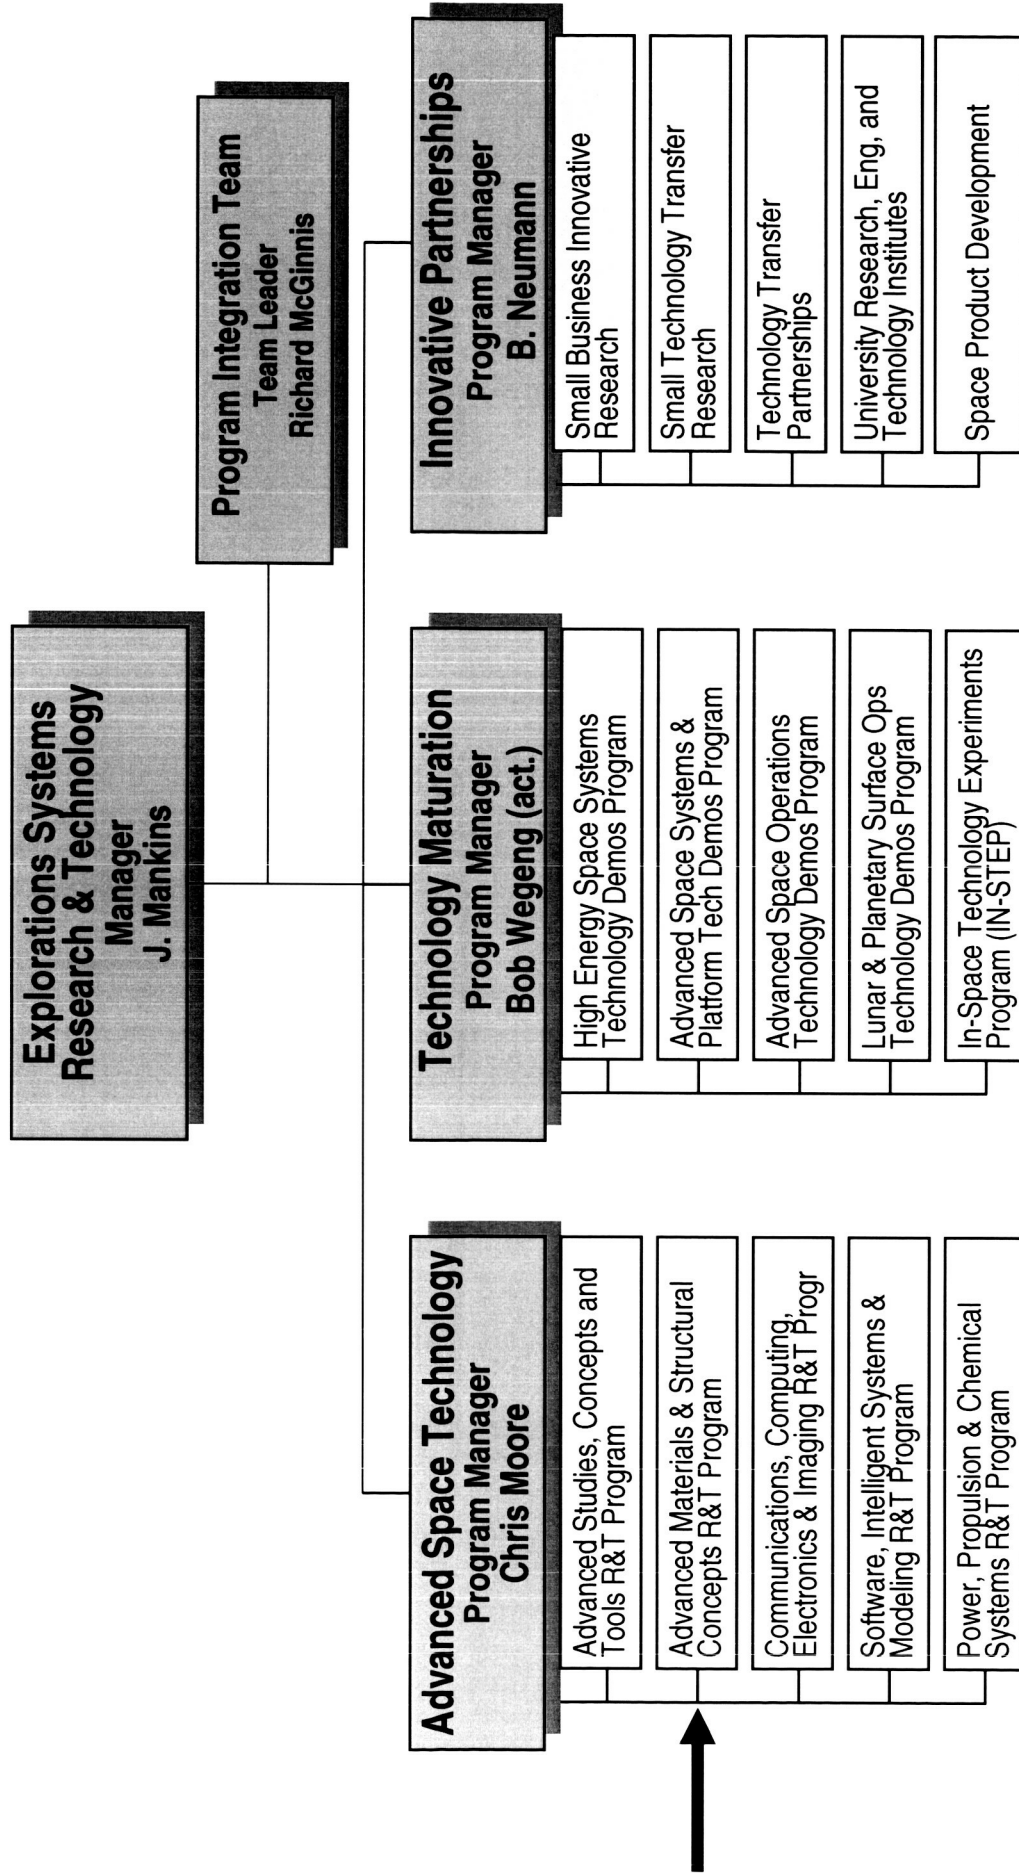 Explorations Systems
Research & Technology
Manager
J. Mankins
Program Integration Team
Team Leader
Richard McGinnis
Advanced Space Technology
Program Manager
Chris Moore
Advanced Studies, Concepts and
Tools R&T Program
Advanced Materials & Structural
Concepts R&T Program
Communications, Computing,
Electronics & Imaging R&T Progr
Software, Intelligent Systems &
Modeling R&T Program
Power, Propulsion & Chemical
Systems R&T Program
Technology Maturation
Program Manager
Bob Wegeng (act.)
High Energy Space Systems
Technology Demos Program
Advanced Space Systems &
Platform Tech Demos Program
Advanced Space Operations
Technology Demos Program
Lunar & Planetary Surface Ops
Technology Demos Program
In-Space Technology Experiments
Program (IN-STEP)
Innovative Partnerships
Program Manager
B. Neumann
Small Business Innovative
Research
Small Technology Transfer
Research
Technology Transfer
Partnerships
University Research, Eng, and
Technology Institutes
Space Product Development